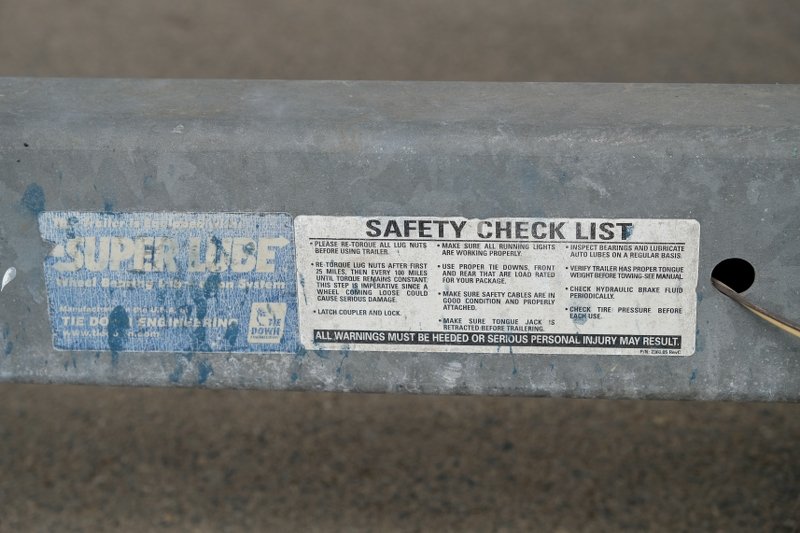 SUPER LUBE
Wheel Bearing System
Manufactured in the U.S.A.
TIE DOWN ENGINEERING
TIE
DOWN
SAFETY CHECK LIST
• PLEASE RE-TORQUE ALL LUG NUTS
BEFORE USING TRAILER.
• RE-TORQUE LUG NUTS AFTER FIRST
25 MILES, THEN EVERY 100 MILES
UNTIL TORQUE REMAINS CONSTANT.
THIS STEP IS IMPERATIVE SINCE A
WHEEL COMING LOOSE COULD
CAUSE SERIOUS DAMAGE.
• LATCH COUPLER AND LOCK.
• MAKE SURE ALL RUNNING LIGHTS
ARE WORKING PROPERLY.
• USE PROPER TIE DOWNS, FRONT
AND REAR THAT ARE LOAD RATED
FOR YOUR PACKAGE.
• MAKE SURE SAFETY CABLES ARE IN
GOOD CONDITION AND PROPERLY
ATTACHED.
• MAKE SURE TONGUE JACK IS
RETRACTED BEFORE TRAILERING.
• INSPECT BEARINGS AND LUBRICATE
AUTO LUBES ON A REGULAR BASIS.
• VERIFY TRAILER HAS PROPER TONGUE
WEIGHT BEFORE TOWING-SEE MANUAL
• CHECK HYDRAULIC BRAKE FLUID
PERIODICALLY.
• CHECK TIRE PRESSURE BEFORE
EACH USE.
ALL WARNINGS MUST BE HEEDED OR SERIOUS PERSONAL INJURY MAY RESULT.